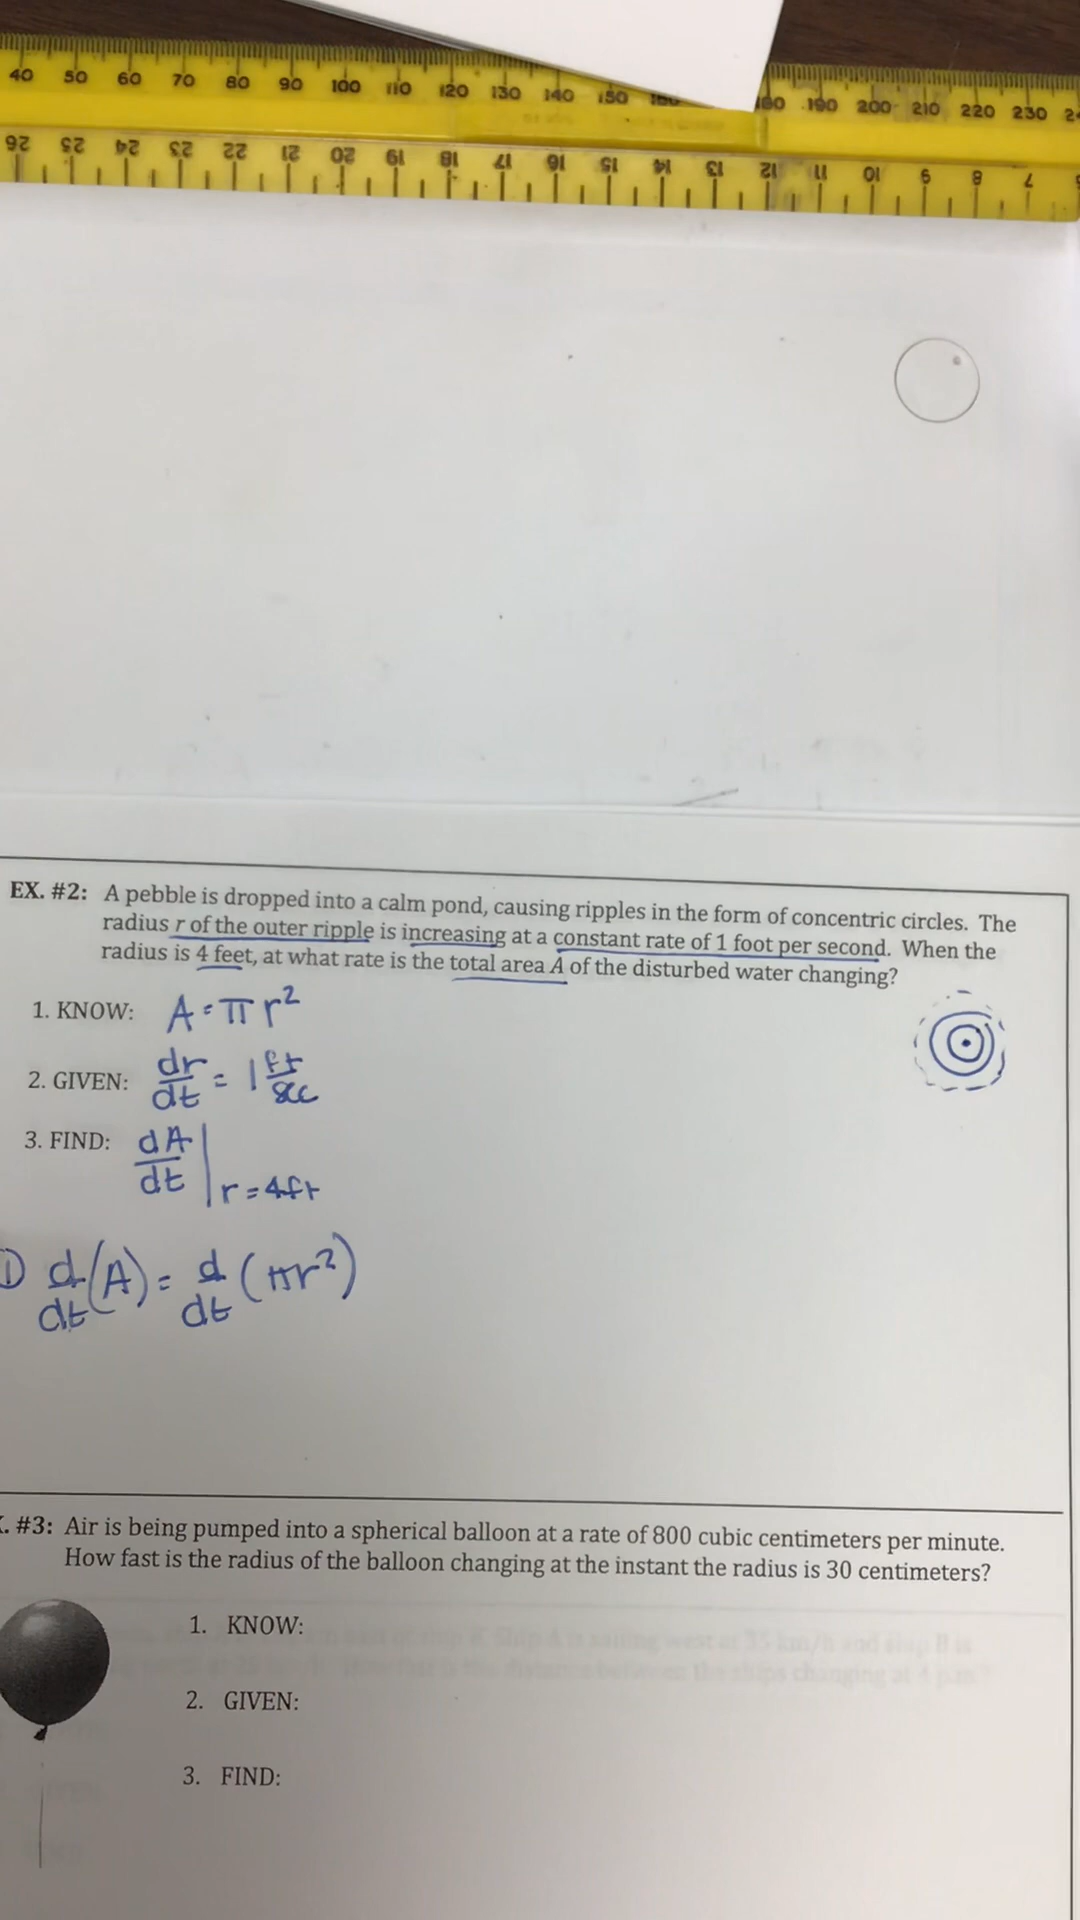 40 50 60 70 80 90 100 110 120 130 140 150 160 180 190 200 210 220 230
26 25 24 23 22 21 20 19 18 17 16 15 14 13 12 11 10 9 8 7
EX. #2: A pebble is dropped into a calm pond, causing ripples in the form of concentric circles. The
radius r of the outer ripple is increasing at a constant rate of 1 foot per second. When the
radius is 4 feet, at what rate is the total area A of the disturbed water changing?
1. KNOW: A = πr²
2. GIVEN: dr/dt = 1 ft/sec
3. FIND: dA/dt | r = 4ft
① d/dt (A) = d/dt (πr²)
. #3: Air is being pumped into a spherical balloon at a rate of 800 cubic centimeters per minute.
How fast is the radius of the balloon changing at the instant the radius is 30 centimeters?
1. KNOW:
2. GIVEN:
3. FIND: